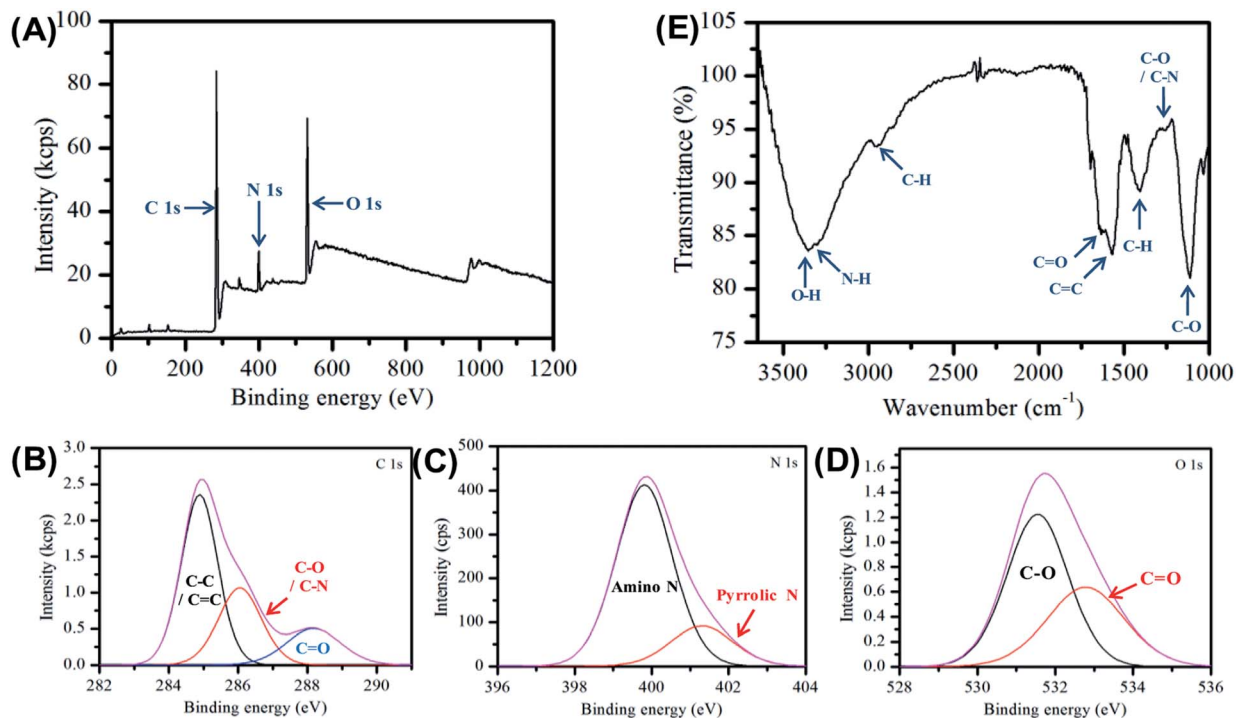 (A)
Intensity (kcps)
100
80
60
40
20
0
C 1s
N 1s
O 1s
0 200 400 600 800 1000 1200
Binding energy (eV)
(E)
Transmittance (%)
100
95
90
85
80
75
O-H
N-H
C-H
C=O
C=C
C-H
C-O
/ C-N
C-O
3500 3000 2500 2000 1500 1000
Wavenumber (cm⁻¹)
(B)
C 1s
Intensity (kcps)
3.0
2.5
2.0
1.5
1.0
0.5
0.0
C-C
/ C=C
C-O
/ C-N
C=O
282 284 286 288 290
Binding energy (eV)
(C)
N 1s
Intensity (cps)
500
400
300
200
100
0
Amino N
Pyrrolic N
396 398 400 402 404
Binding energy (eV)
(D)
O 1s
Intensity (kcps)
1.6
1.4
1.2
1.0
0.8
0.6
0.4
0.2
0.0
C-O
C=O
528 530 532 534 536
Binding energy (eV)